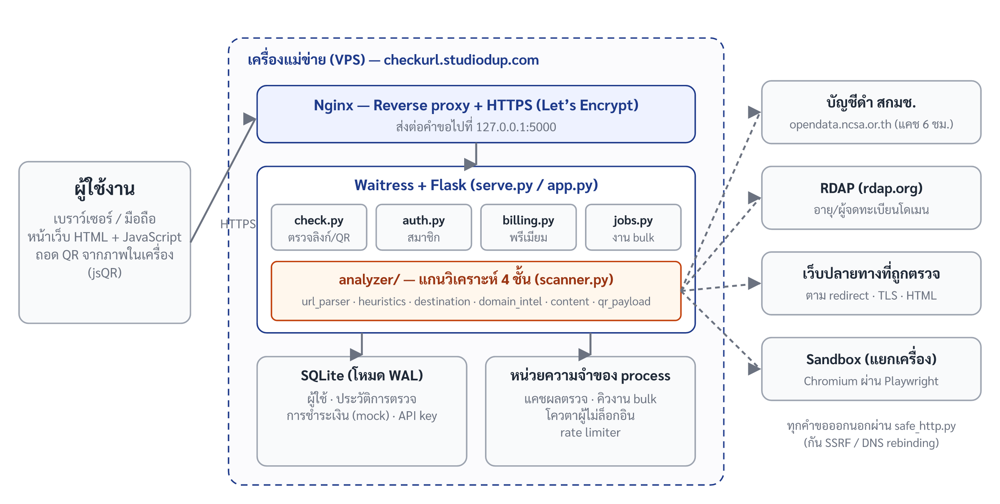 เครื่องแม่ข่าย (VPS) — checkurl.studiodup.com
Nginx — Reverse proxy + HTTPS (Let’s Encrypt)
ส่งต่อคำขอไปที่ 127.0.0.1:5000
ผู้ใช้งาน
เบราว์เซอร์ / มือถือ
หน้าเว็บ HTML + JavaScript
ถอด QR จากภาพในเครื่อง
(jsQR)
HTTPS
Waitress + Flask (serve.py / app.py)
check.py
ตรวจลิงก์/QR
auth.py
สมาชิก
billing.py
พรีเมียม
jobs.py
งาน bulk
analyzer/ — แกนวิเคราะห์ 4 ชั้น (scanner.py)
url_parser · heuristics · destination · domain_intel · content · qr_payload
SQLite (โหมด WAL)
ผู้ใช้ · ประวัติการตรวจ
การชำระเงิน (mock) · API key
หน่วยความจำของ process
แคชผลตรวจ · คิวงาน bulk
โควตาผู้ไม่ล็อกอิน
rate limiter
บัญชีดำ สกมช.
opendata.ncsa.or.th (แคช 6 ชม.)
RDAP (rdap.org)
อายุ/ผู้จดทะเบียนโดเมน
เว็บปลายทางที่ถูกตรวจ
ตาม redirect · TLS · HTML
Sandbox (แยกเครื่อง)
Chromium ผ่าน Playwright
ทุกคำขอออกนอกผ่าน safe_http.py
(กัน SSRF / DNS rebinding)